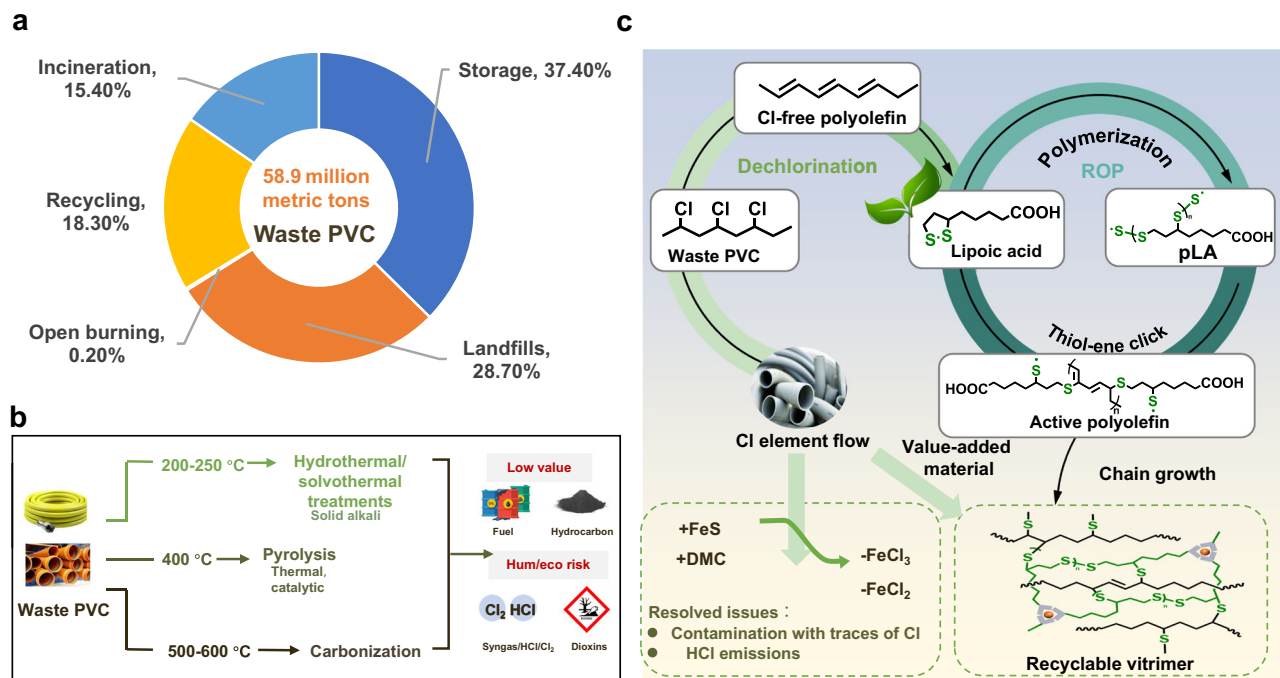 a
Incineration,
15.40%
Storage, 37.40%
Recycling,
18.30%
58.9 million
metric tons
Waste PVC
Open burning,
0.20%
Landfills,
28.70%
b
Waste PVC
200-250 °C
Hydrothermal/
solvothermal
treatments
Solid alkali
400 °C
Pyrolysis
Thermal,
catalytic
500-600 °C
Carbonization
Low value
Fuel
Hydrocarbon
Hum/eco risk
Cl2 HCl
Syngas/HCl/Cl2
Dioxins
c
Cl-free polyolefin
Dechlorination
Cl Cl Cl
Waste PVC
COOH
S S
Lipoic acid
Polymerization
ROP
·S S n S S· n
COOH
pLA
Thiol-ene click
HOOC S· S n S S· COOH
Active polyolefin
Cl element flow
Value-added
material
Chain growth
+FeS
+DMC
-FeCl3
-FeCl2
Resolved issues :
● Contamination with traces of Cl
● HCl emissions
S S
S S S n S
S S S S S n
S
Recyclable vitrimer